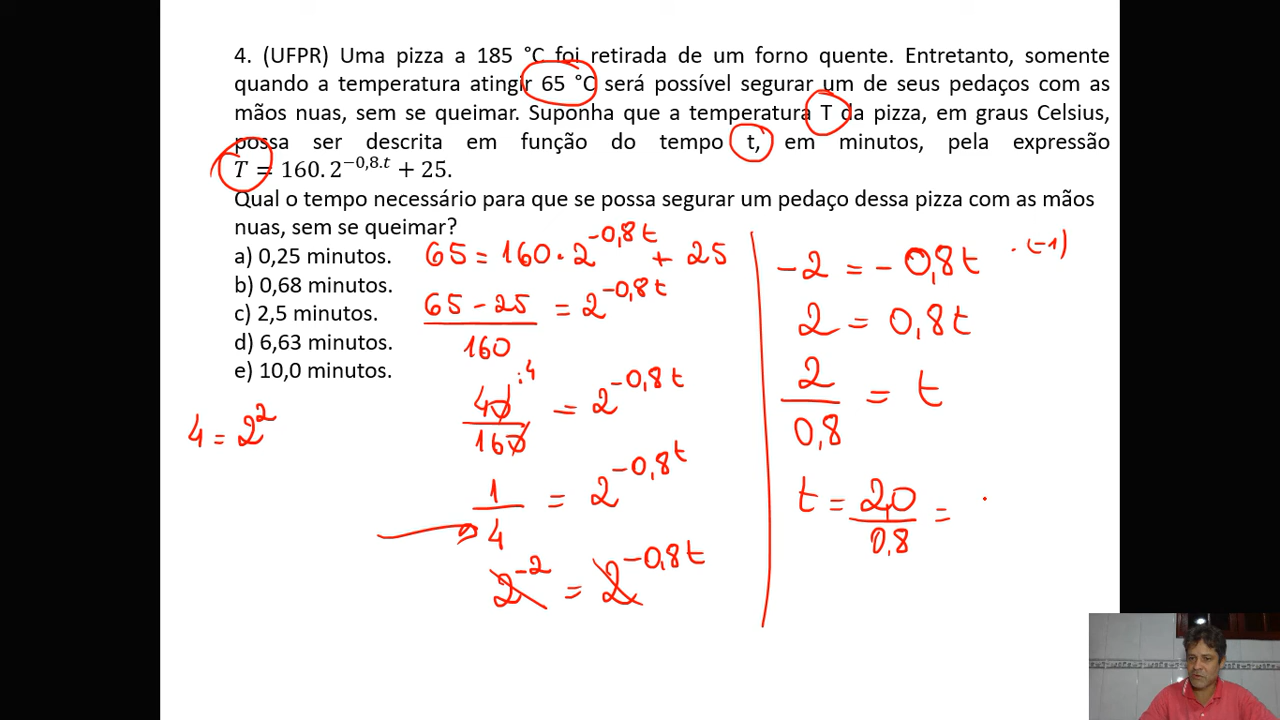 4. (UFPR) Uma pizza a 185 °C foi retirada de um forno quente. Entretanto, somente
quando a temperatura atingir 65 °C será possível segurar um de seus pedaços com as
mãos nuas, sem se queimar. Suponha que a temperatura T da pizza, em graus Celsius,
possa ser descrita em função do tempo t, em minutos, pela expressão
T = 160. 2^{−0,8.t} + 25.
Qual o tempo necessário para que se possa segurar um pedaço dessa pizza com as mãos
nuas, sem se queimar?
a) 0,25 minutos.
b) 0,68 minutos.
c) 2,5 minutos.
d) 6,63 minutos.
e) 10,0 minutos.
4 = 2^2
65 = 160 · 2^{-0,8t} + 25
(65 - 25)/160 = 2^{-0,8t}
40/160 :4 = 2^{-0,8t}
1/4 = 2^{-0,8t}
2^{-2} = 2^{-0,8t}
-2 = -0,8t · (-1)
2 = 0,8t
2/0,8 = t
t = 2,0/0,8 =